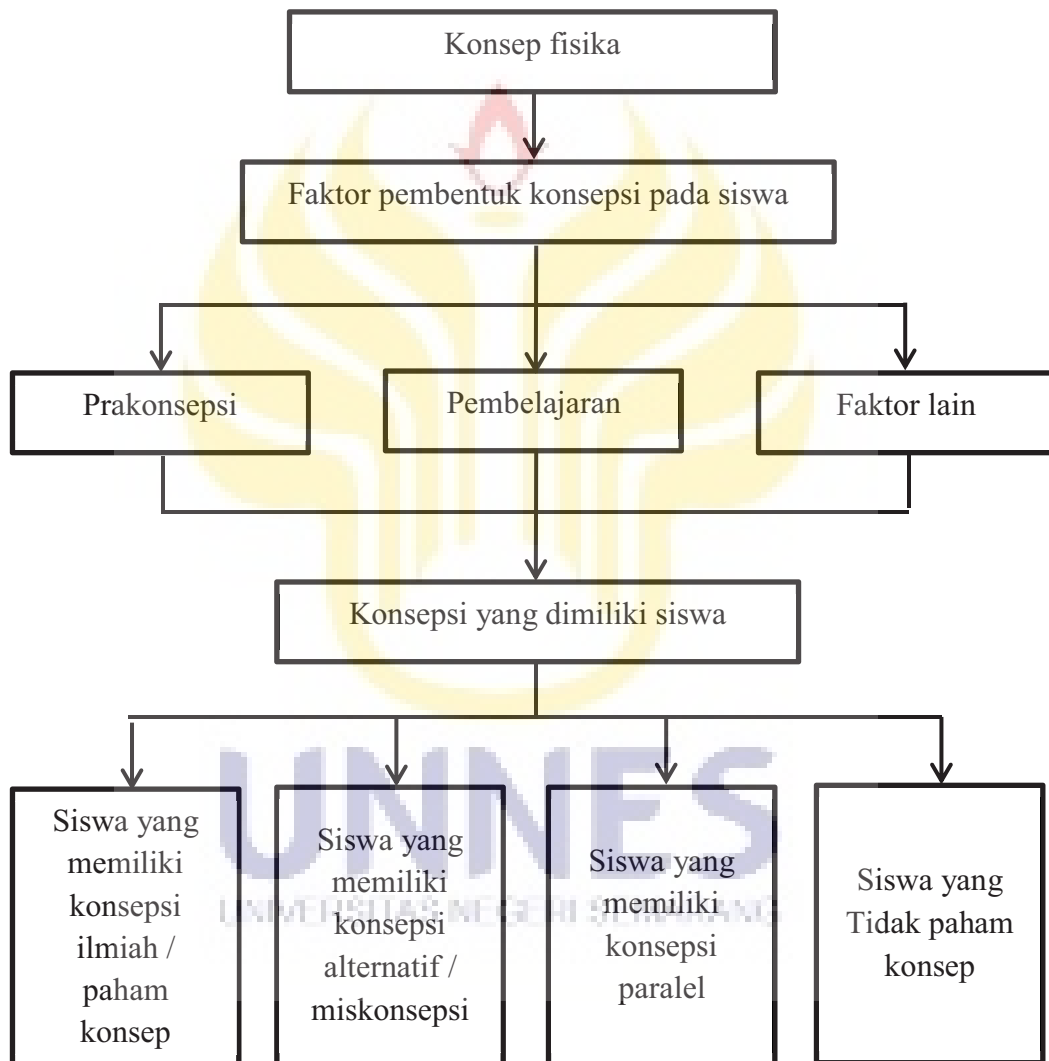 Konsep fisika
Faktor pembentuk konsepsi pada siswa
Prakonsepsi
Pembelajaran
Faktor lain
Konsepsi yang dimiliki siswa
Siswa yang
memiliki
konsepsi
ilmiah /
paham
konsep
Siswa yang
memiliki
konsepsi
alternatif /
miskonsepsi
Siswa yang
memiliki
konsepsi
paralel
Siswa yang
Tidak paham
konsep
UNNES
UNIVERSITAS NEGERI SEMARANG